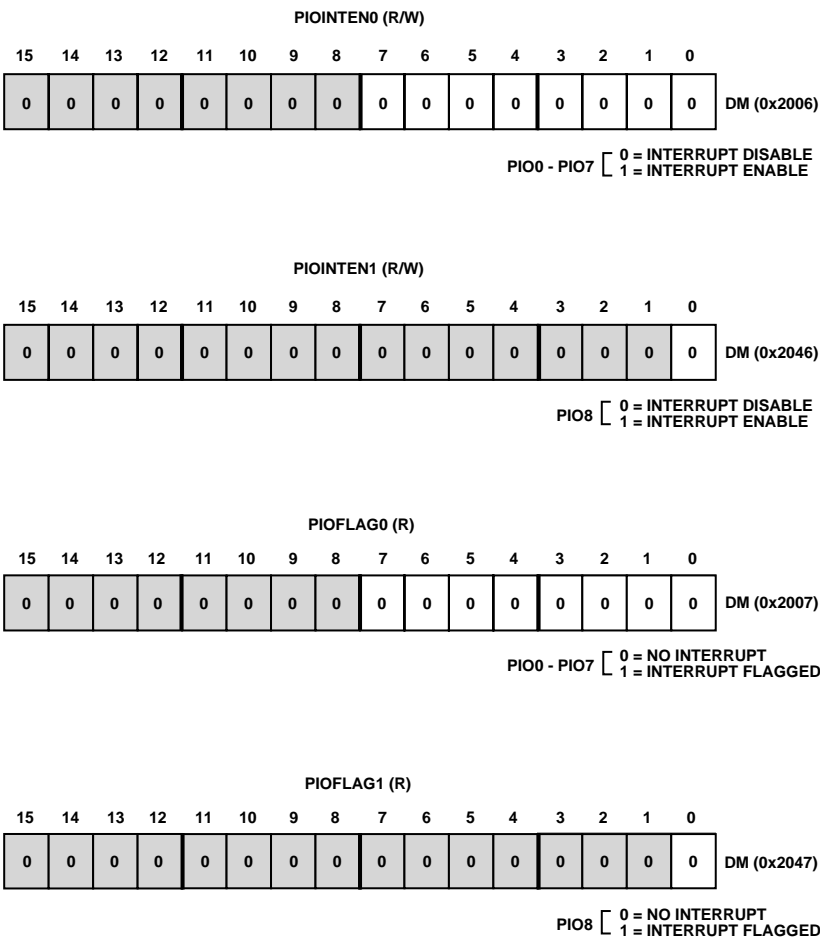 PIOINTEN0 (R/W)
15 14 13 12 11 10 9 8 7 6 5 4 3 2 1 0
0 0 0 0 0 0 0 0 0 0 0 0 0 0 0 0 DM (0x2006)
PIO0 - PIO7 0 = INTERRUPT DISABLE
1 = INTERRUPT ENABLE
PIOINTEN1 (R/W)
15 14 13 12 11 10 9 8 7 6 5 4 3 2 1 0
0 0 0 0 0 0 0 0 0 0 0 0 0 0 0 0 DM (0x2046)
PIO8 0 = INTERRUPT DISABLE
1 = INTERRUPT ENABLE
PIOFLAG0 (R)
15 14 13 12 11 10 9 8 7 6 5 4 3 2 1 0
0 0 0 0 0 0 0 0 0 0 0 0 0 0 0 0 DM (0x2007)
PIO0 - PIO7 0 = NO INTERRUPT
1 = INTERRUPT FLAGGED
PIOFLAG1 (R)
15 14 13 12 11 10 9 8 7 6 5 4 3 2 1 0
0 0 0 0 0 0 0 0 0 0 0 0 0 0 0 0 DM (0x2047)
PIO8 0 = NO INTERRUPT
1 = INTERRUPT FLAGGED